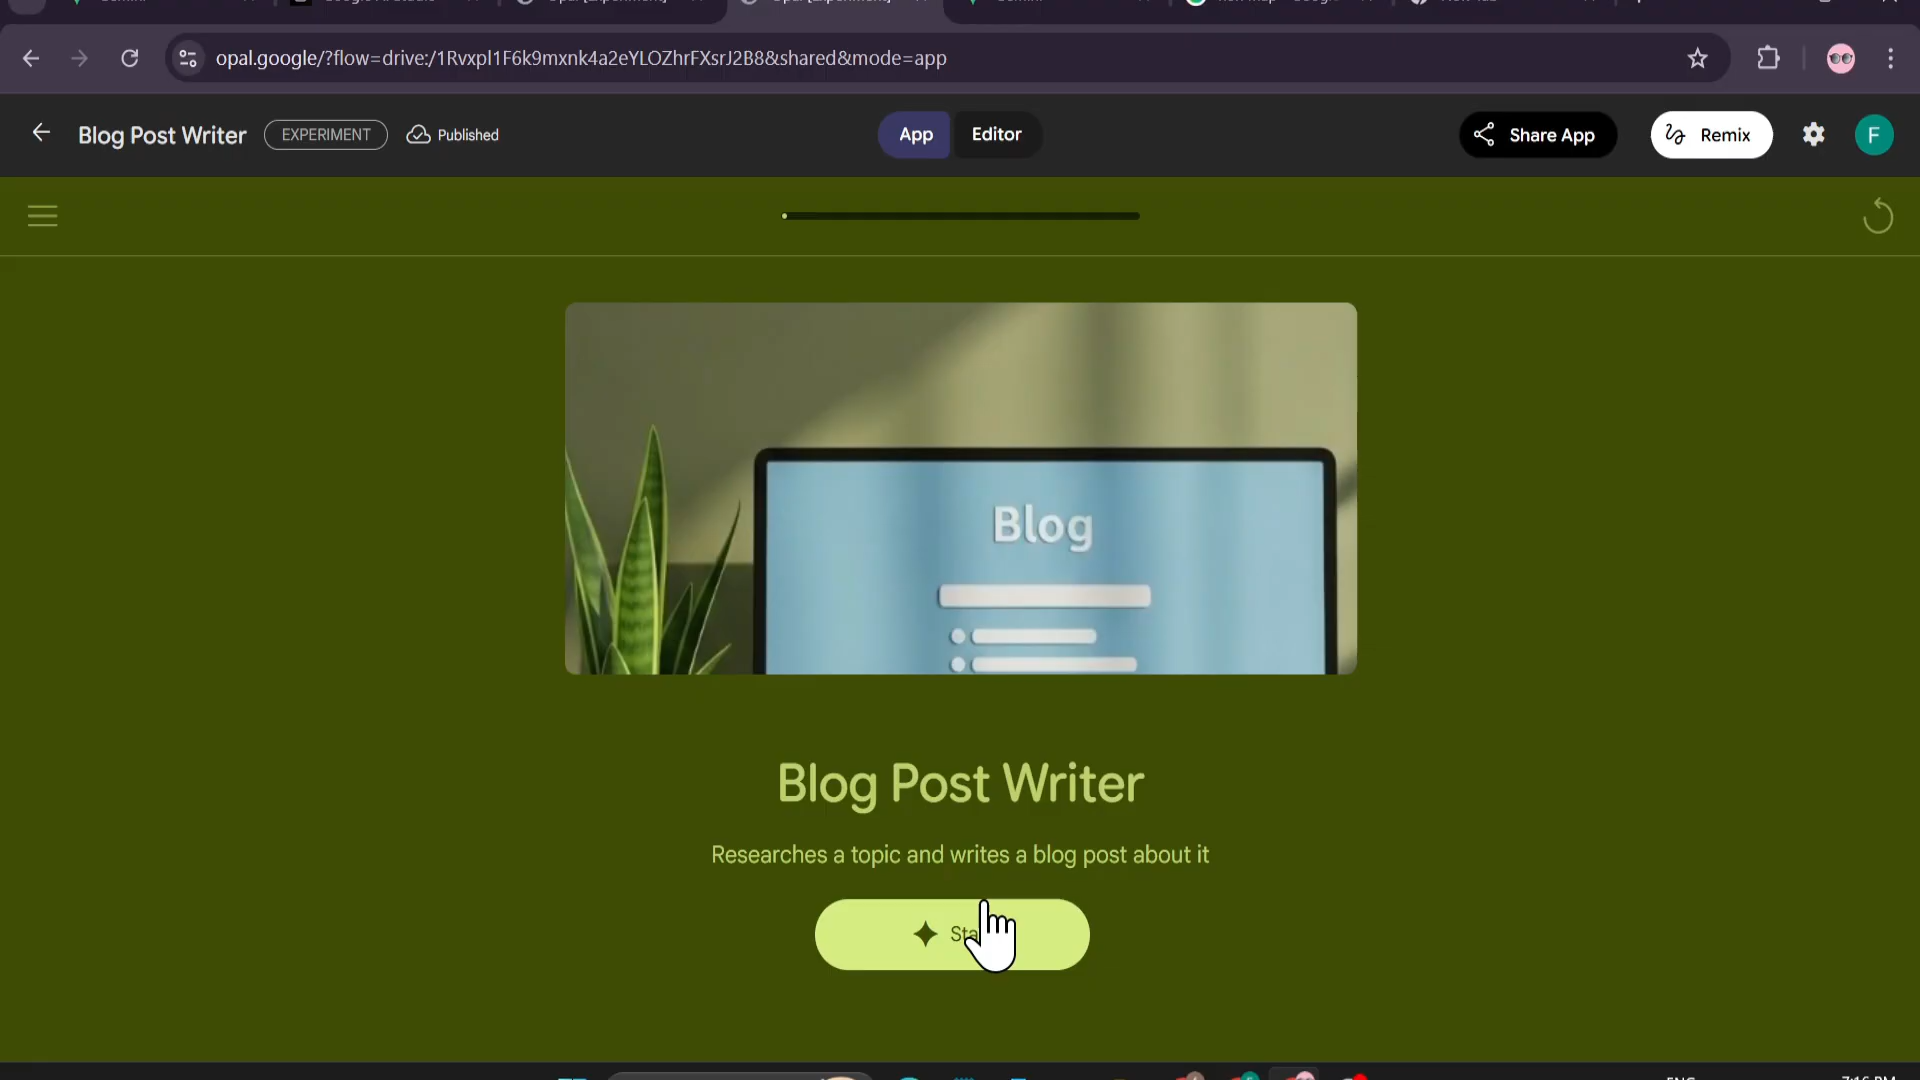 opal.google/?flow=drive:/1Rvxpl1F6k9mxnk4a2eYLOZhrFXsrJ2B8&shared&mode=app
Blog Post Writer
EXPERIMENT
Published
App
Editor
Share App
Remix
F
Blog
Blog Post Writer
Researches a topic and writes a blog post about it